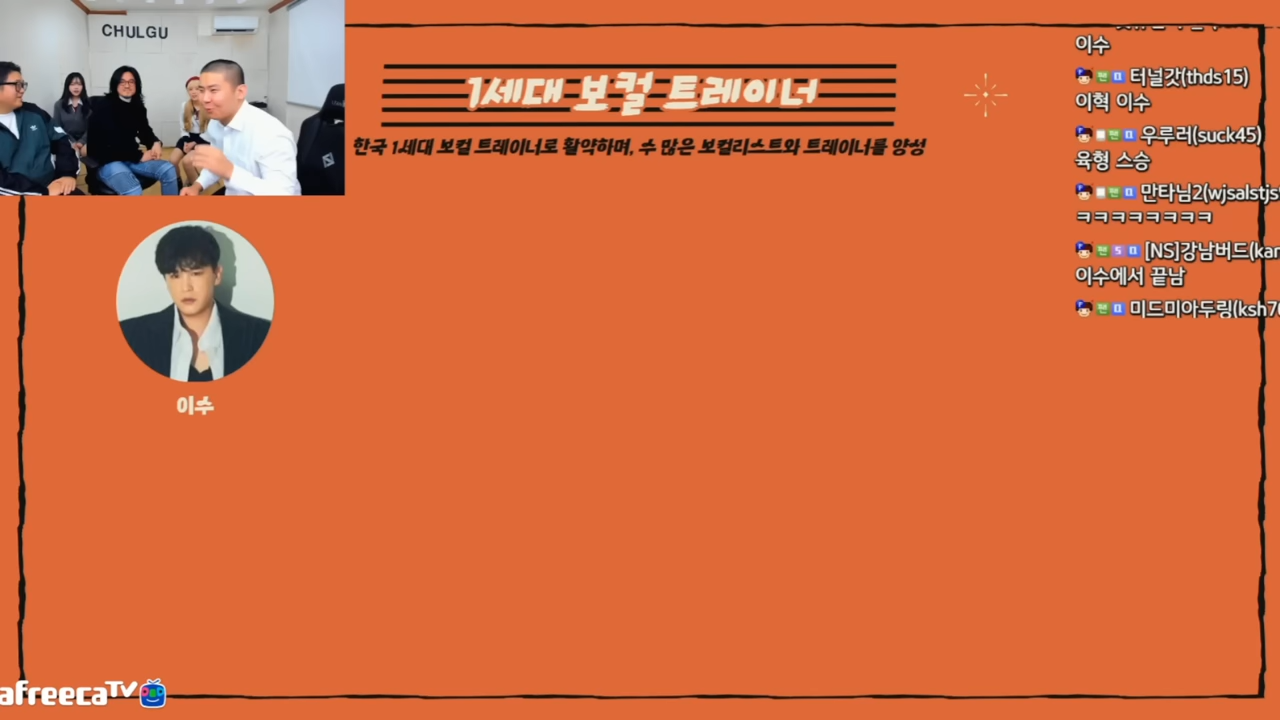 CHULGU
1세대 보컬 트레이너
한국 1세대 보컬 트레이너로 활약하며, 수 많은 보컬리스트와 트레이너를 양성
이수
이수
터널갓(thds15)
이혁 이수
우루러(suck45)
육형 스승
만타님2(wjsalstjs
ㅋㅋㅋㅋㅋㅋㅋㅋ
[NS]강남버드(kan
이수에서 끝남
미드미아두링(ksh70
afreecaTV